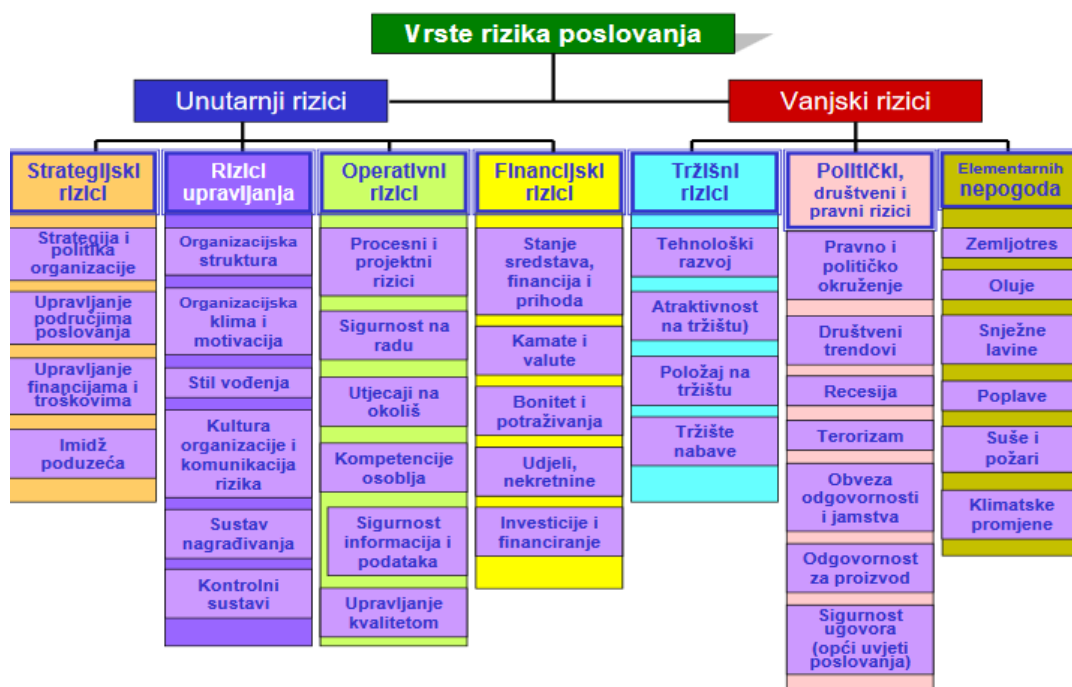 Vrste rizika poslovanja
Unutarnji rizici
Vanjski rizici
Strategijski
rizici
Strategija i
politika
organizacije
Upravljanje
područjima
poslovanja
Upravljanje
financijama i
troškovima
Imidž
poduzeća
Rizici
upravljanja
Organizacijska
struktura
Organizacijska
klima i
motivacija
Stil vođenja
Kultura
organizacije i
komunikacija
rizika
Sustav
nagrađivanja
Kontrolni
sustavi
Operativni
rizici
Procesni i
projektni
rizici
Sigurnost na
radu
Utjecaji na
okoliš
Kompetencije
osoblja
Sigurnost
informacija i
podataka
Upravljanje
kvalitetom
Financijski
rizici
Stanje
sredstava,
financija i
prihoda
Kamate i
valute
Bonitet i
potraživanja
Udjeli,
nekretnine
Investicije i
financiranje
Tržišni
rizici
Tehnološki
razvoj
Atraktivnost
na tržištu)
Položaj na
tržištu
Tržište
nabave
Politički,
društveni i
pravni rizici
Pravno i
političko
okruženje
Društveni
trendovi
Recesija
Terorizam
Obveza
odgovornosti
i jamstva
Odgovornost
za proizvod
Sigurnost
ugovora
(opći uvjeti
poslovanja)
Elementarnih
nepogoda
Zemljotres
Oluje
Snježne
lavine
Poplave
Suše i
požari
Klimatske
promjene